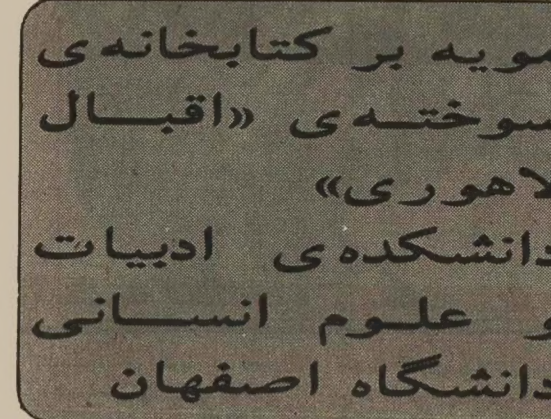 مویه بر کتابخانه‌ی
سوخته‌ی «اقبال
لاهوری»
دانشکده‌ی ادبیات
و علوم انسانی
دانشگاه اصفهان